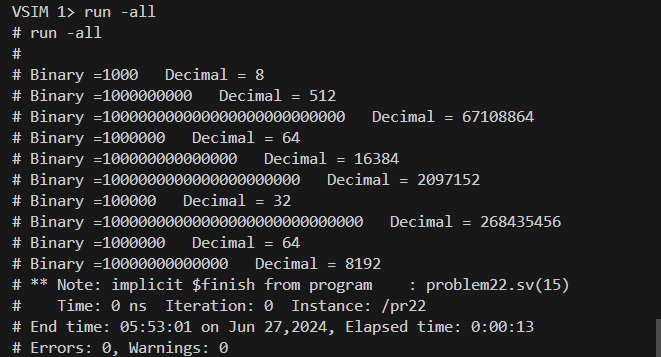 VSIM 1> run -all
# run -all
#
# Binary =1000   Decimal = 8
# Binary =1000000000   Decimal = 512
# Binary =100000000000000000000000000   Decimal = 67108864
# Binary =1000000   Decimal = 64
# Binary =100000000000000   Decimal = 16384
# Binary =1000000000000000000000   Decimal = 2097152
# Binary =100000   Decimal = 32
# Binary =10000000000000000000000000000   Decimal = 268435456
# Binary =1000000   Decimal = 64
# Binary =10000000000000   Decimal = 8192
# ** Note: implicit $finish from program    : problem22.sv(15)
#    Time: 0 ns  Iteration: 0  Instance: /pr22
# End time: 05:53:01 on Jun 27,2024, Elapsed time: 0:00:13
# Errors: 0, Warnings: 0